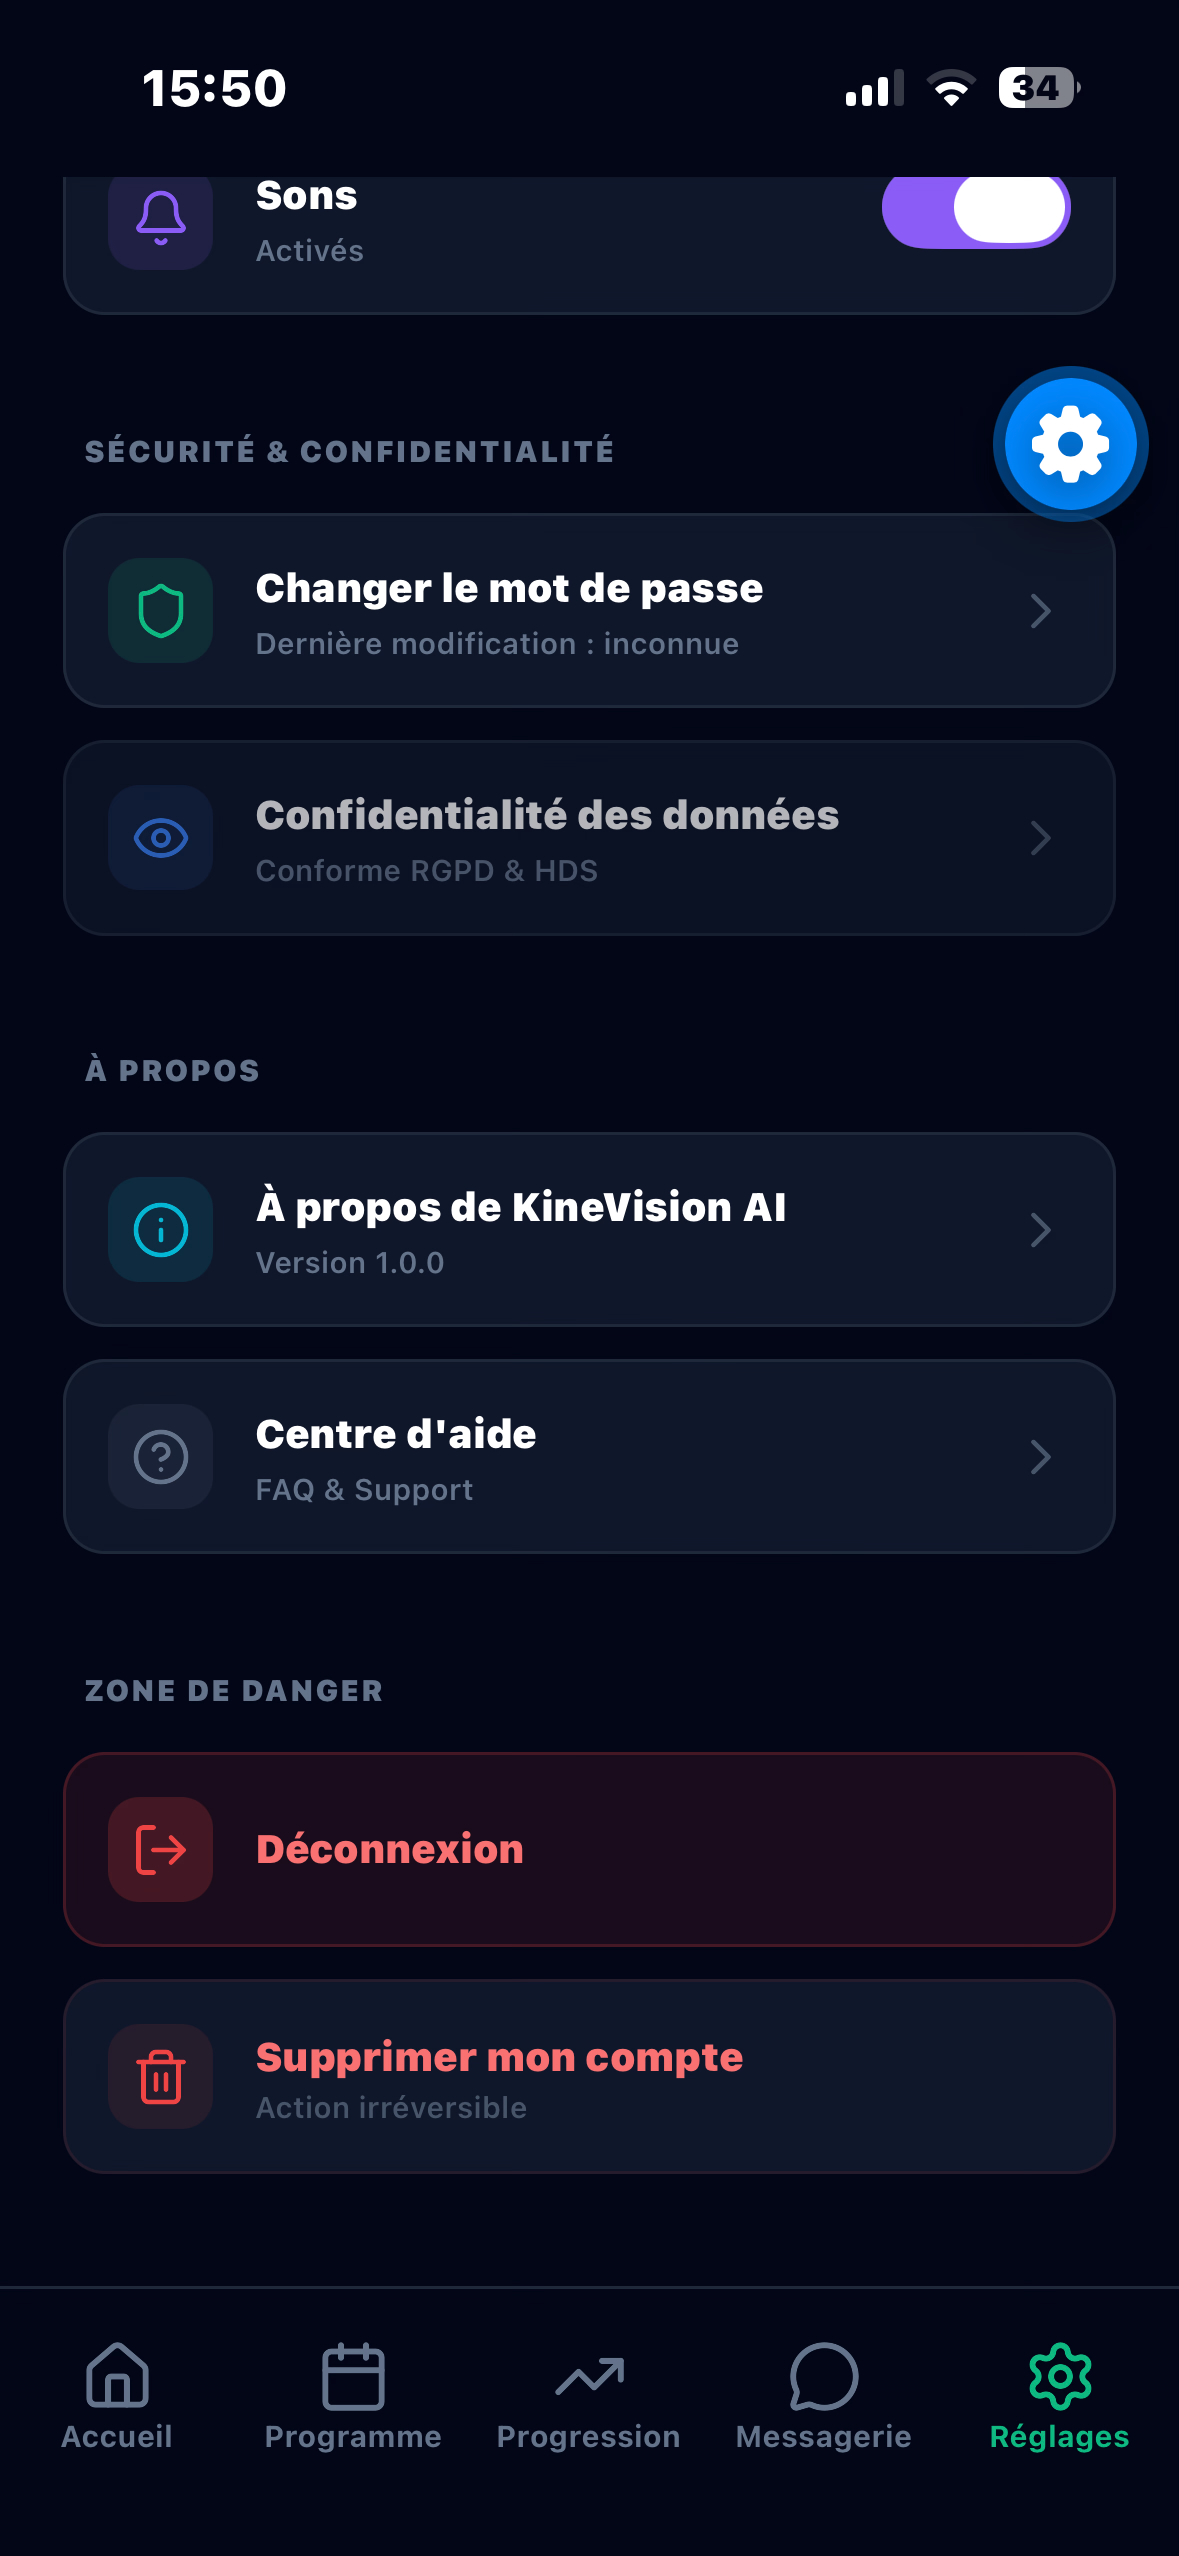 15:50
34
Sons
Activés
SÉCURITÉ & CONFIDENTIALITÉ
Changer le mot de passe
Dernière modification : inconnue
Confidentialité des données
Conforme RGPD & HDS
À PROPOS
À propos de KineVision AI
Version 1.0.0
Centre d'aide
FAQ & Support
ZONE DE DANGER
Déconnexion
Supprimer mon compte
Action irréversible
Accueil
Programme
Progression
Messagerie
Réglages